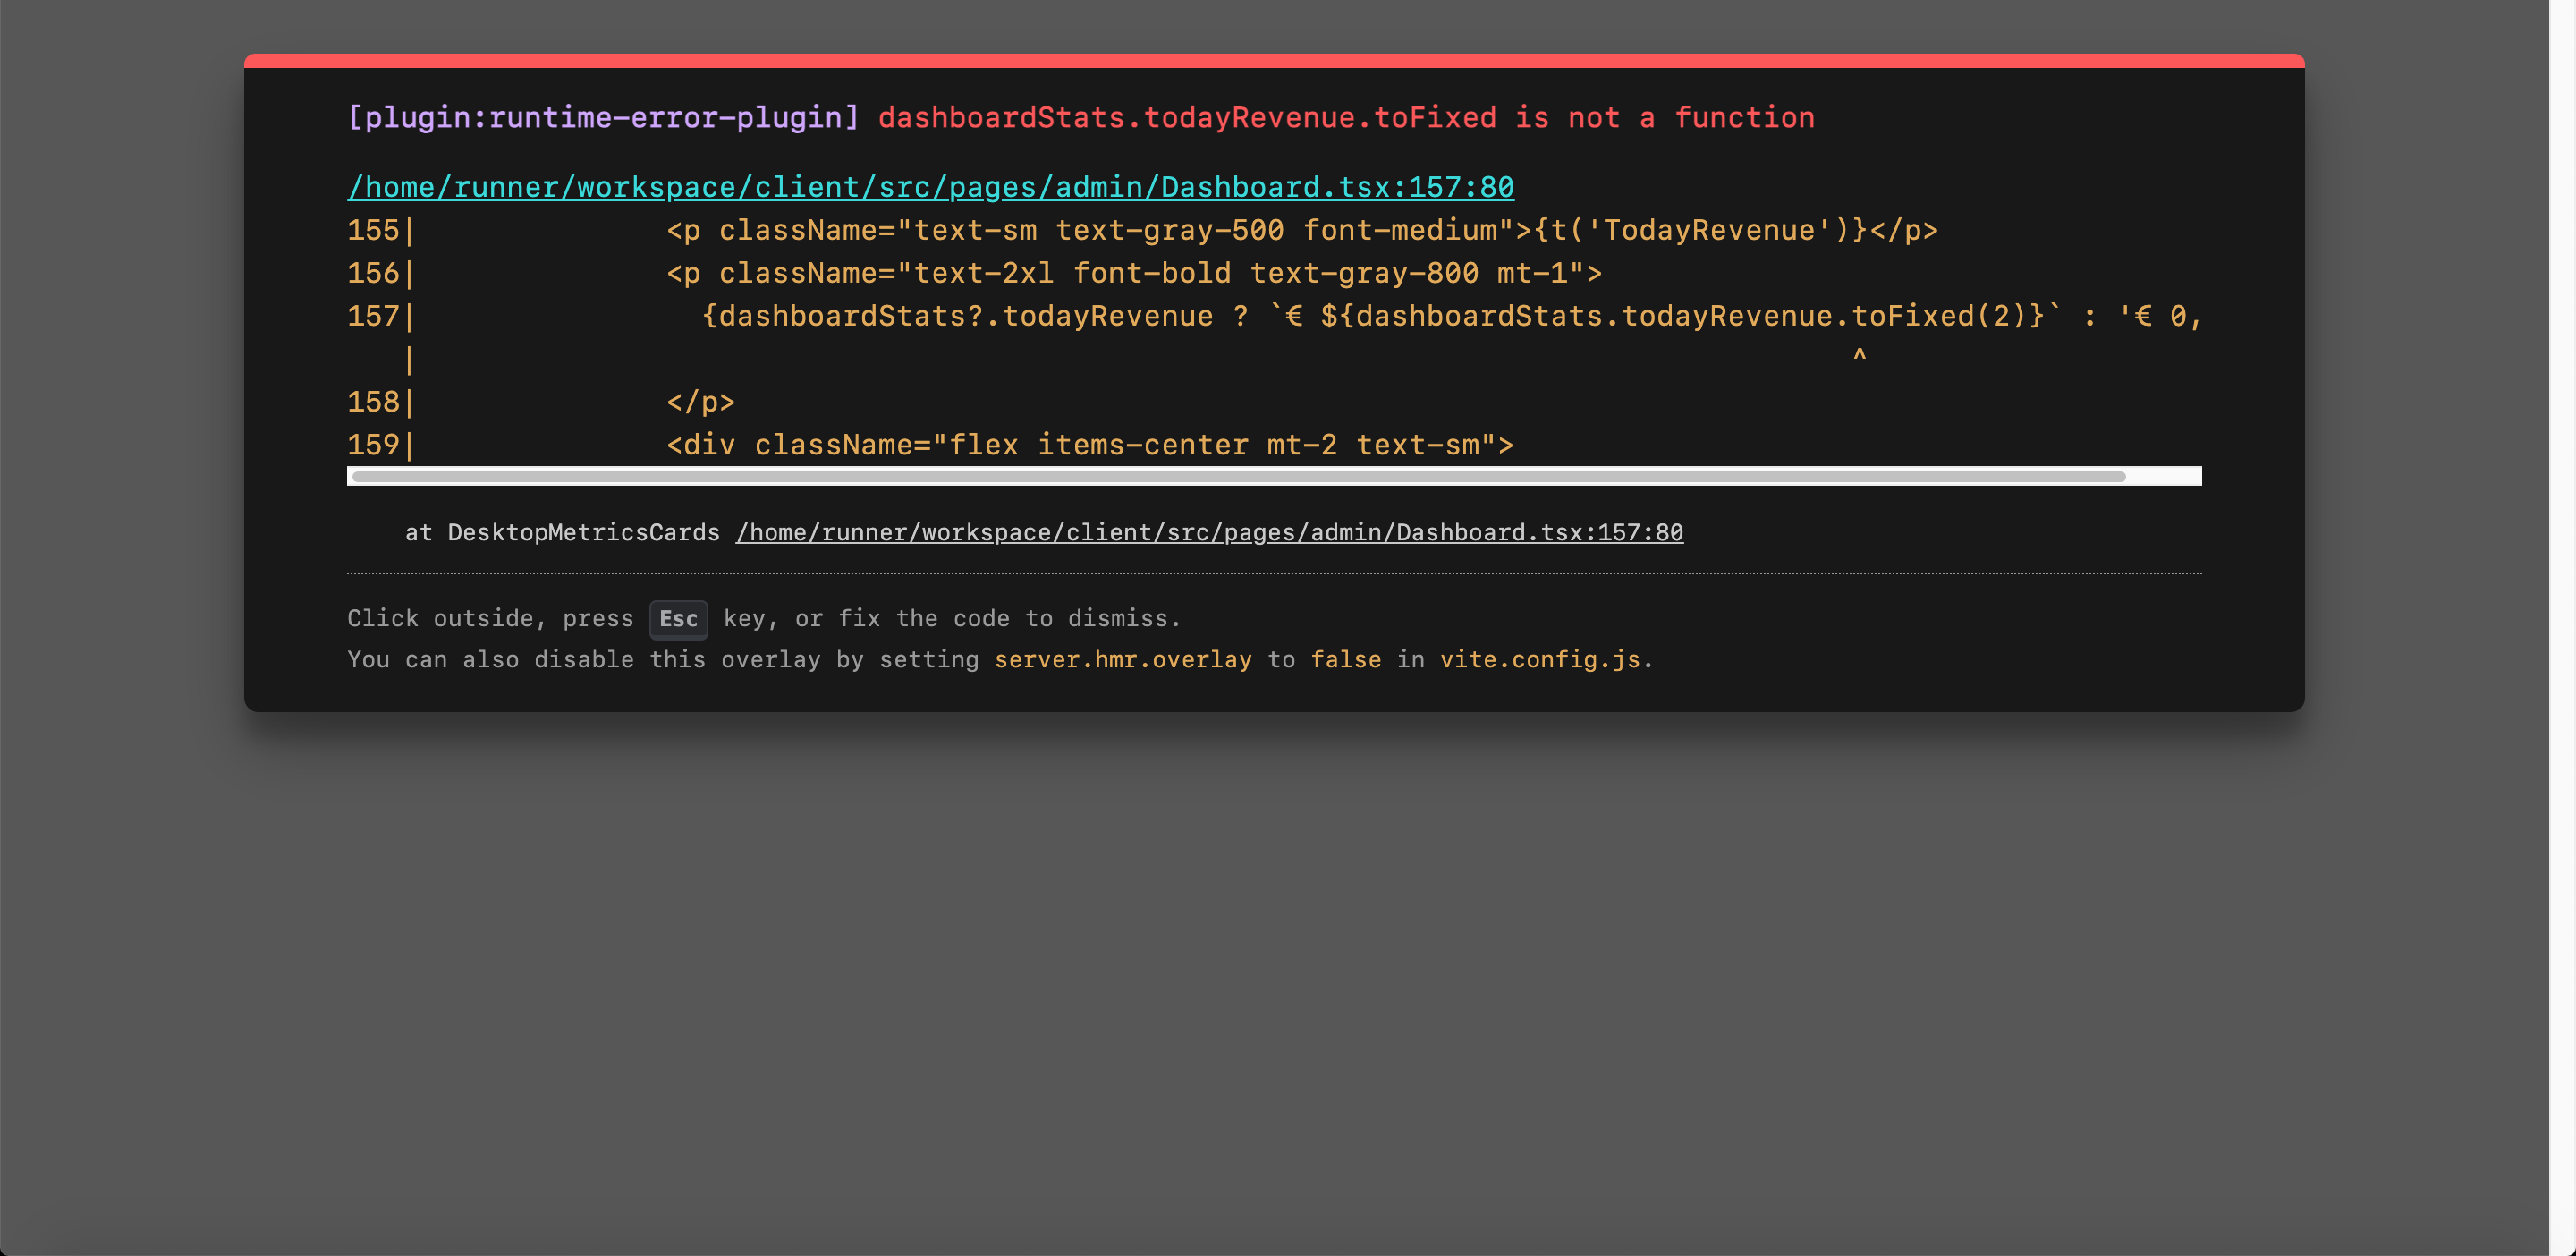 [plugin:runtime-error-plugin] dashboardStats.todayRevenue.toFixed is not a function
/home/runner/workspace/client/src/pages/admin/Dashboard.tsx:157:80
155|              <p className="text-sm text-gray-500 font-medium">{t('TodayRevenue')}</p>
156|              <p className="text-2xl font-bold text-gray-800 mt-1">
157|                {dashboardStats?.todayRevenue ? `€ ${dashboardStats.todayRevenue.toFixed(2)}` : '€ 0,
   |                                                                                 ^
158|              </p>
159|              <div className="flex items-center mt-2 text-sm">
at DesktopMetricsCards /home/runner/workspace/client/src/pages/admin/Dashboard.tsx:157:80
Click outside, press Esc key, or fix the code to dismiss.
You can also disable this overlay by setting server.hmr.overlay to false in vite.config.js.